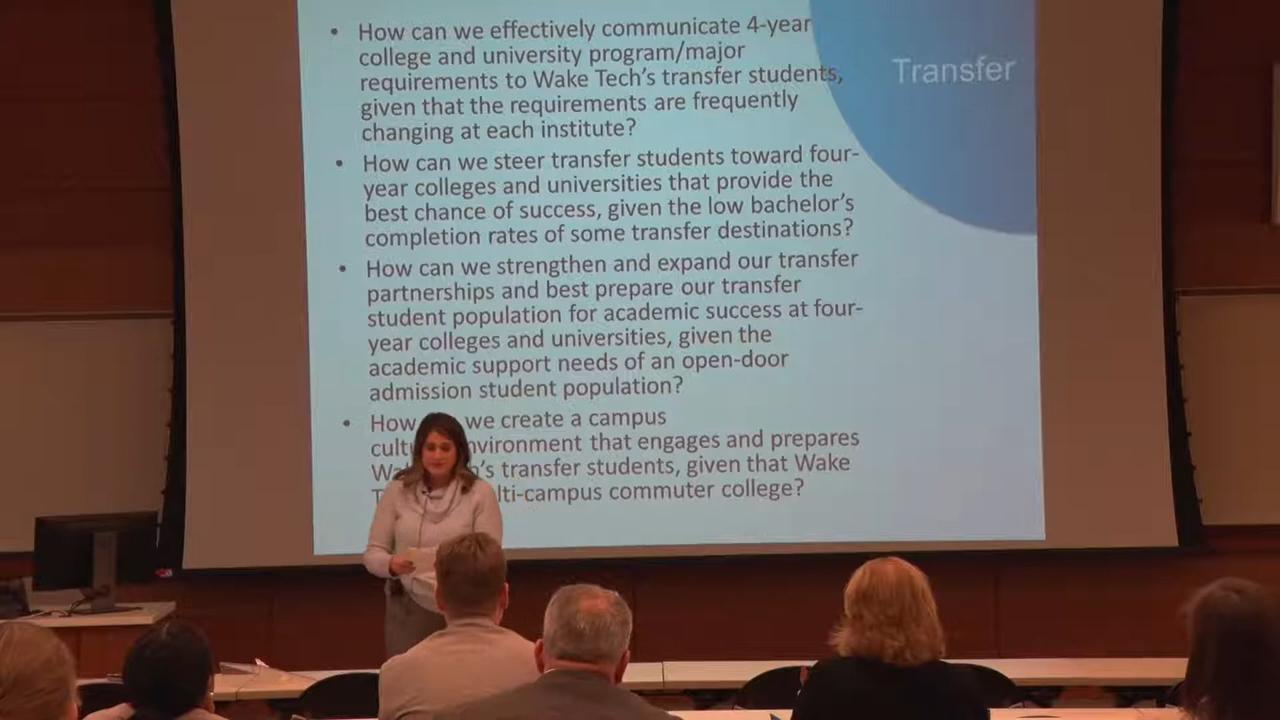 How can we effectively communicate 4-year
college and university program/major
requirements to Wake Tech's transfer students,
given that the requirements are frequently
changing at each institute?
How can we steer transfer students toward four-
year colleges and universities that provide the
best chance of success, given the low bachelor's
completion rates of some transfer destinations?
How can we strengthen and expand our transfer
partnerships and best prepare our transfer
student population for academic success at four-
year colleges and universities, given the
academic support needs of an open-door
admission student population?
How we create a campus
environment that engages and prepares
transfer students, given that Wake
campus commuter college?
Transfer